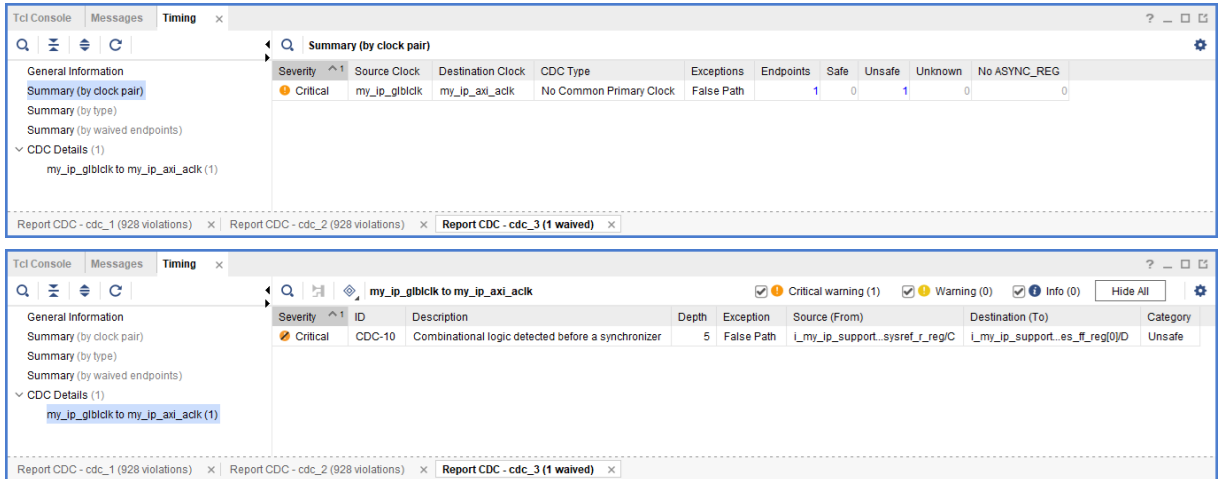 Tcl Console Messages Timing ×
Summary (by clock pair)
General Information
Summary (by clock pair)
Summary (by type)
Summary (by waived endpoints)
CDC Details (1)
my_ip_glblclk to my_ip_axi_aclk (1)
Severity ^1 Source Clock Destination Clock CDC Type Exceptions Endpoints Safe Unsafe Unknown No ASYNC_REG
Critical my_ip_glblclk my_ip_axi_aclk No Common Primary Clock False Path 1 0 1 0 0
Report CDC - cdc_1 (928 violations) × Report CDC - cdc_2 (928 violations) × Report CDC - cdc_3 (1 waived) ×
Tcl Console Messages Timing ×
my_ip_glblclk to my_ip_axi_aclk Critical warning (1) Warning (0) Info (0) Hide All
General Information
Summary (by clock pair)
Summary (by type)
Summary (by waived endpoints)
CDC Details (1)
my_ip_glblclk to my_ip_axi_aclk (1)
Severity ^1 ID Description Depth Exception Source (From) Destination (To) Category
Critical CDC-10 Combinational logic detected before a synchronizer 5 False Path i_my_ip_support...sysref_r_reg/C i_my_ip_support...es_ff_reg[0]/D Unsafe
Report CDC - cdc_1 (928 violations) × Report CDC - cdc_2 (928 violations) × Report CDC - cdc_3 (1 waived) ×